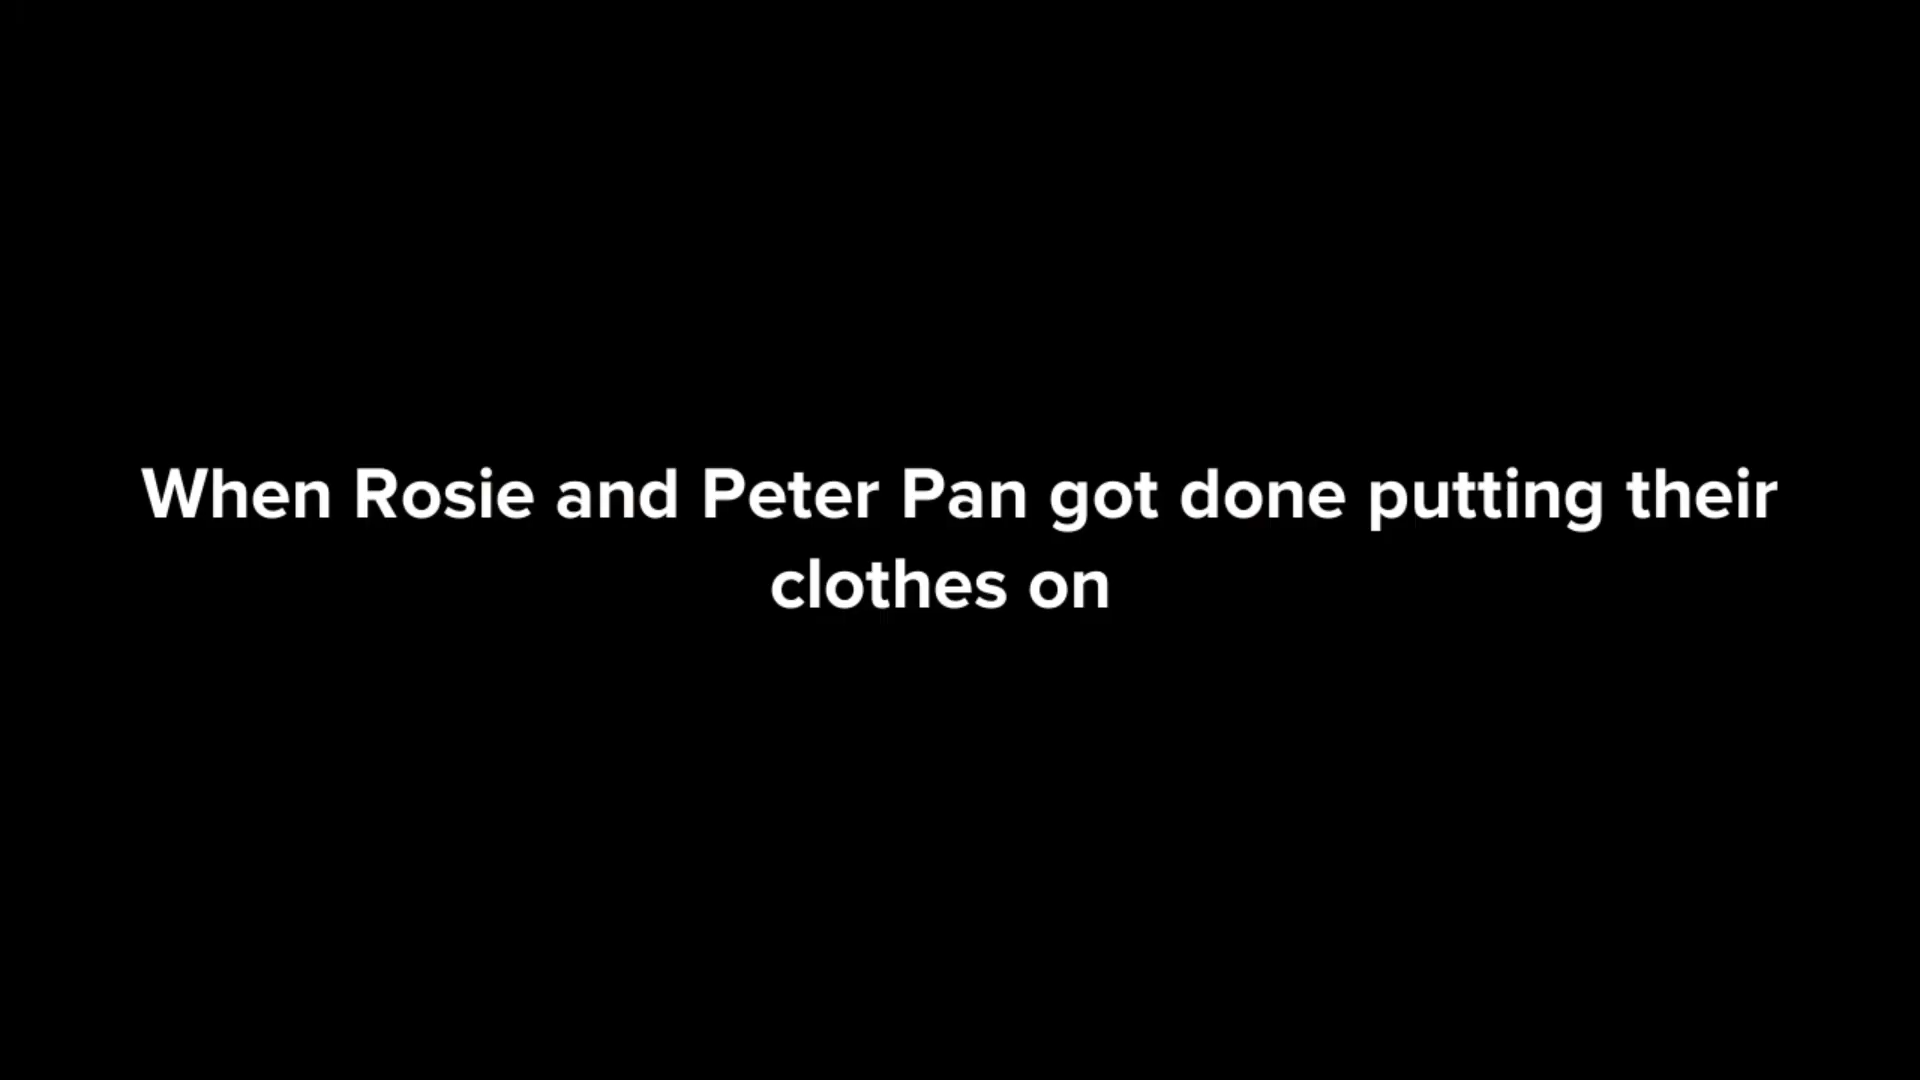 When Rosie and Peter Pan got done putting their
clothes on